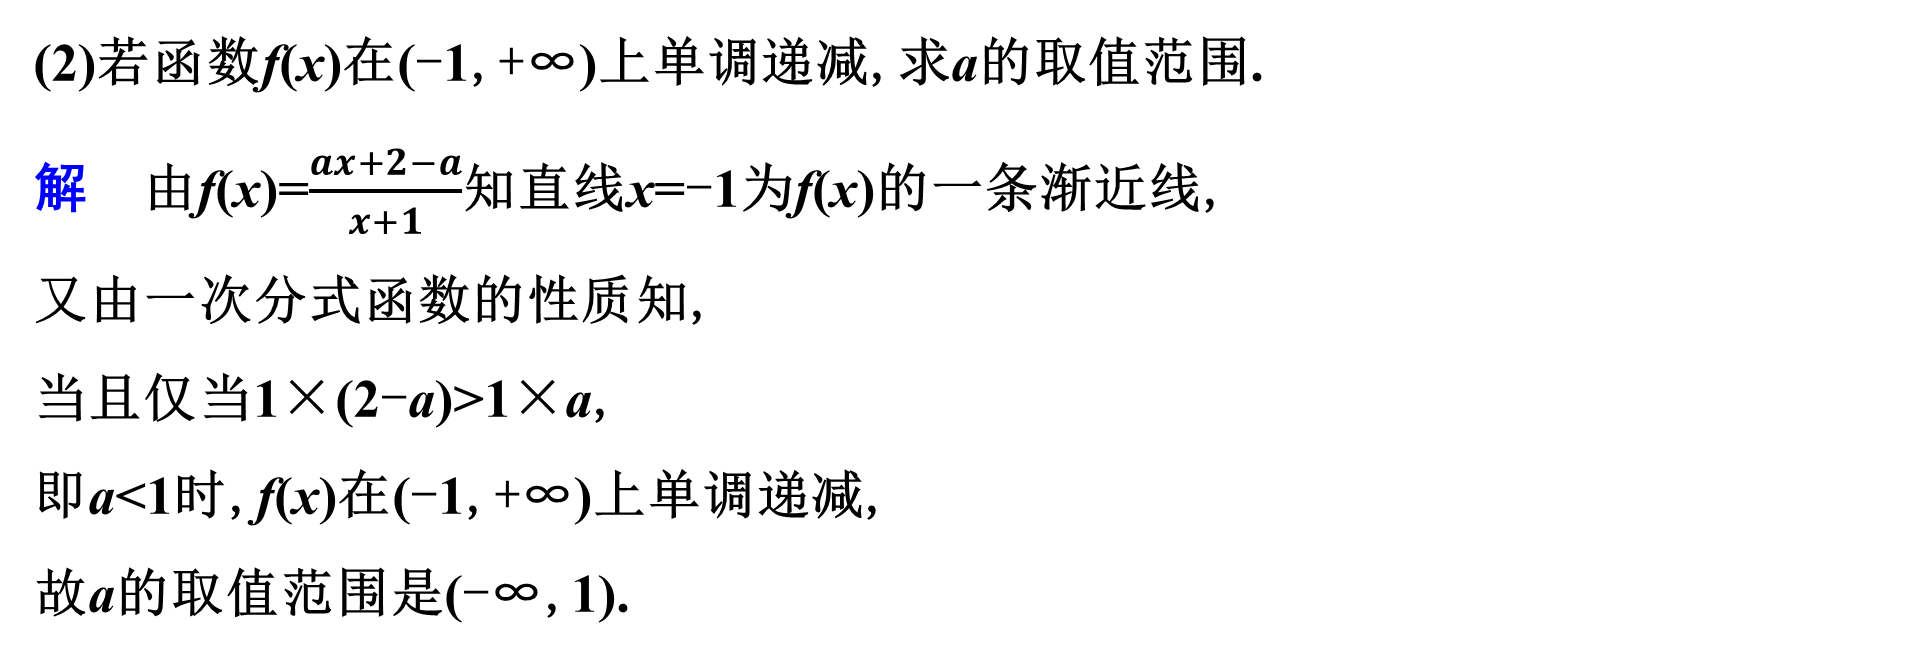 (2)若函数f(x)在(−1, +∞)上单调递减, 求a的取值范围.
解 由f(x)=\frac{ax+2−a}{x+1}知直线x=−1为f(x)的一条渐近线,
又由一次分式函数的性质知,
当且仅当1×(2−a)>1×a,
即a<1时, f(x)在(−1, +∞)上单调递减,
故a的取值范围是(−∞, 1).